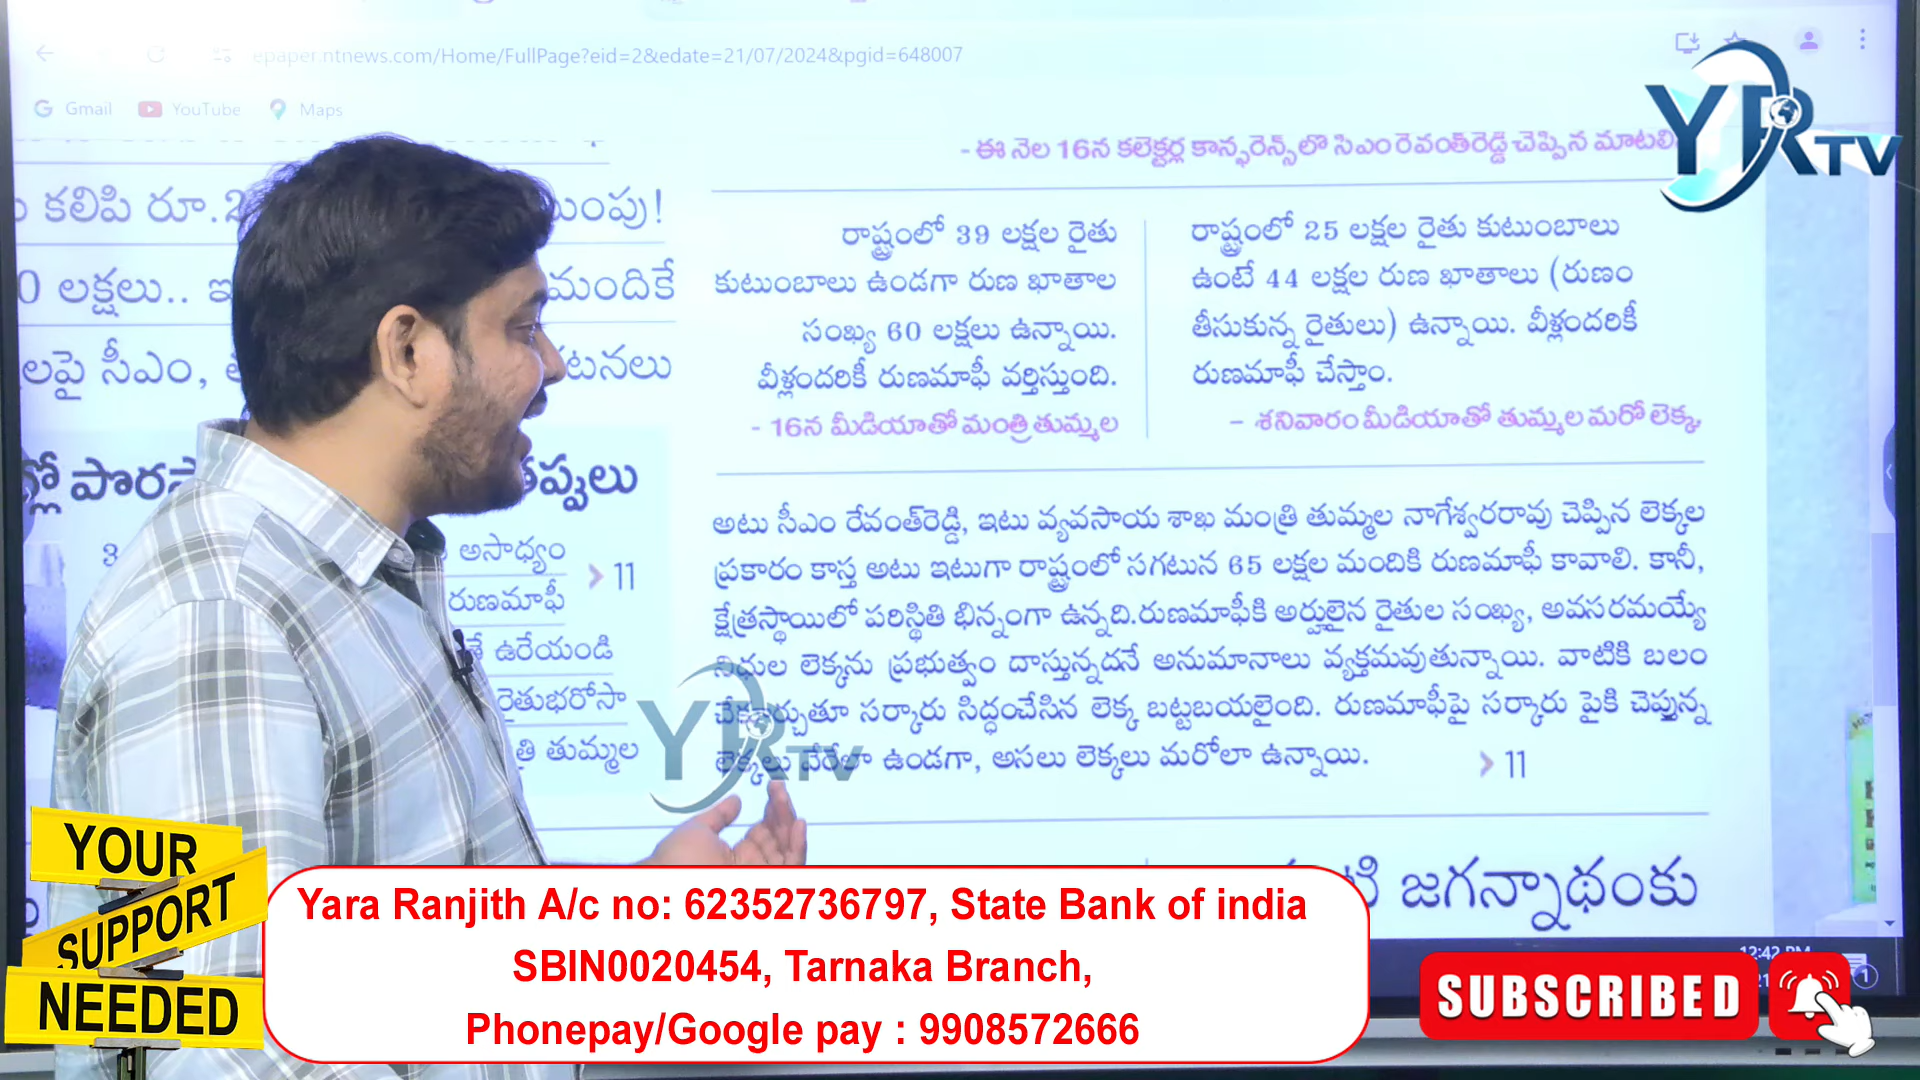 epaper.ntnews.com/Home/FullPage?eid=2&edate=21/07/2024&pgid=648007
Gmail YouTube Maps
YRTV
- ఈ నెల 16న కలెక్టర్ల కాన్ఫరెన్స్‌లో సిఎం రేవంత్‌రెడ్డి చెప్పిన
కలిపి రూ.2
0 లక్షలు..
మందికే
లపై సీఎం,
తప్పులు
అసాధ్యం
రుణమాఫీ
11
ఉరేయండి
రైతుభరోసా
తుమ్మల
రాష్ట్రంలో 39 లక్షల రైతు
కుటుంబాలు ఉండగా రుణ ఖాతాల
సంఖ్య 60 లక్షలు ఉన్నాయి.
వీళ్లందరికీ రుణమాఫీ వర్తిస్తుంది.
- 16న మీడియాతో మంత్రి తుమ్మల
రాష్ట్రంలో 25 లక్షల రైతు కుటుంబాలు
ఉంటే 44 లక్షల రుణ ఖాతాలు (రుణం
తీసుకున్న రైతులు) ఉన్నాయి. వీళ్లందరికీ
రుణమాఫీ చేస్తాం.
- శనివారం మీడియాతో తుమ్మల మరో లెక్క
అటు సీఎం రేవంత్‌రెడ్డి, ఇటు వ్యవసాయ శాఖ మంత్రి తుమ్మల నాగేశ్వరరావు చెప్పిన లెక్కల
ప్రకారం కాస్త అటు ఇటుగా రాష్ట్రంలో సగటున 65 లక్షల మందికి రుణమాఫీ కావాలి. కానీ,
క్షేత్రస్థాయిలో పరిస్థితి భిన్నంగా ఉన్నది.రుణమాఫీకి అర్హులైన రైతుల సంఖ్య, అవసరమయ్యే
నిధుల లెక్కను ప్రభుత్వం దాస్తున్నదనే అనుమానాలు వ్యక్తమవుతున్నాయి. వాటికి బలం
చేకూర్చుతూ సర్కారు సిద్ధంచేసిన లెక్క బట్టబయలైంది. రుణమాఫీపై సర్కారు పైకి చెప్తున్న
లెక్కలు వేరేలా ఉండగా, అసలు లెక్కలు మరోలా ఉన్నాయి.
11
YRTV
జగన్నాథంకు
YOUR
SUPPORT
NEEDED
Yara Ranjith A/c no: 62352736797, State Bank of india
SBIN0020454, Tarnaka Branch,
Phonepay/Google pay : 9908572666
12:42 PM
SUBSCRIBED